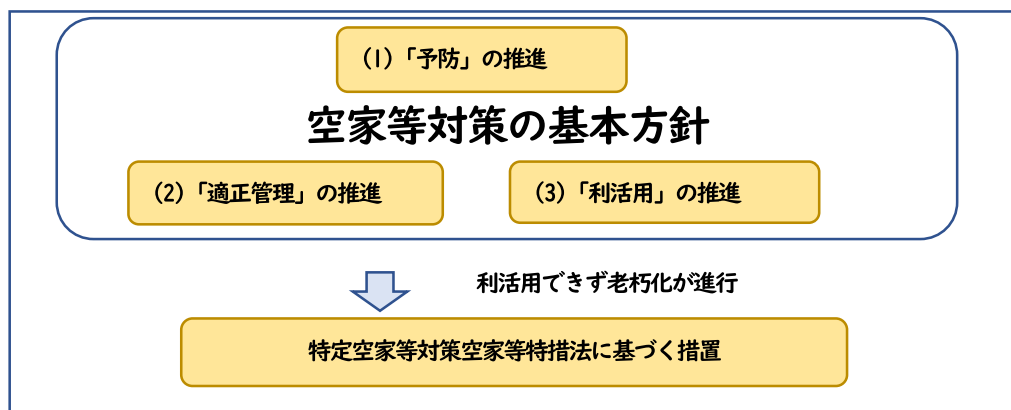 (1)「予防」の推進
空家等対策の基本方針
(2)「適正管理」の推進
(3)「利活用」の推進
利活用できず老朽化が進行
特定空家等対策空家等特措法に基づく措置